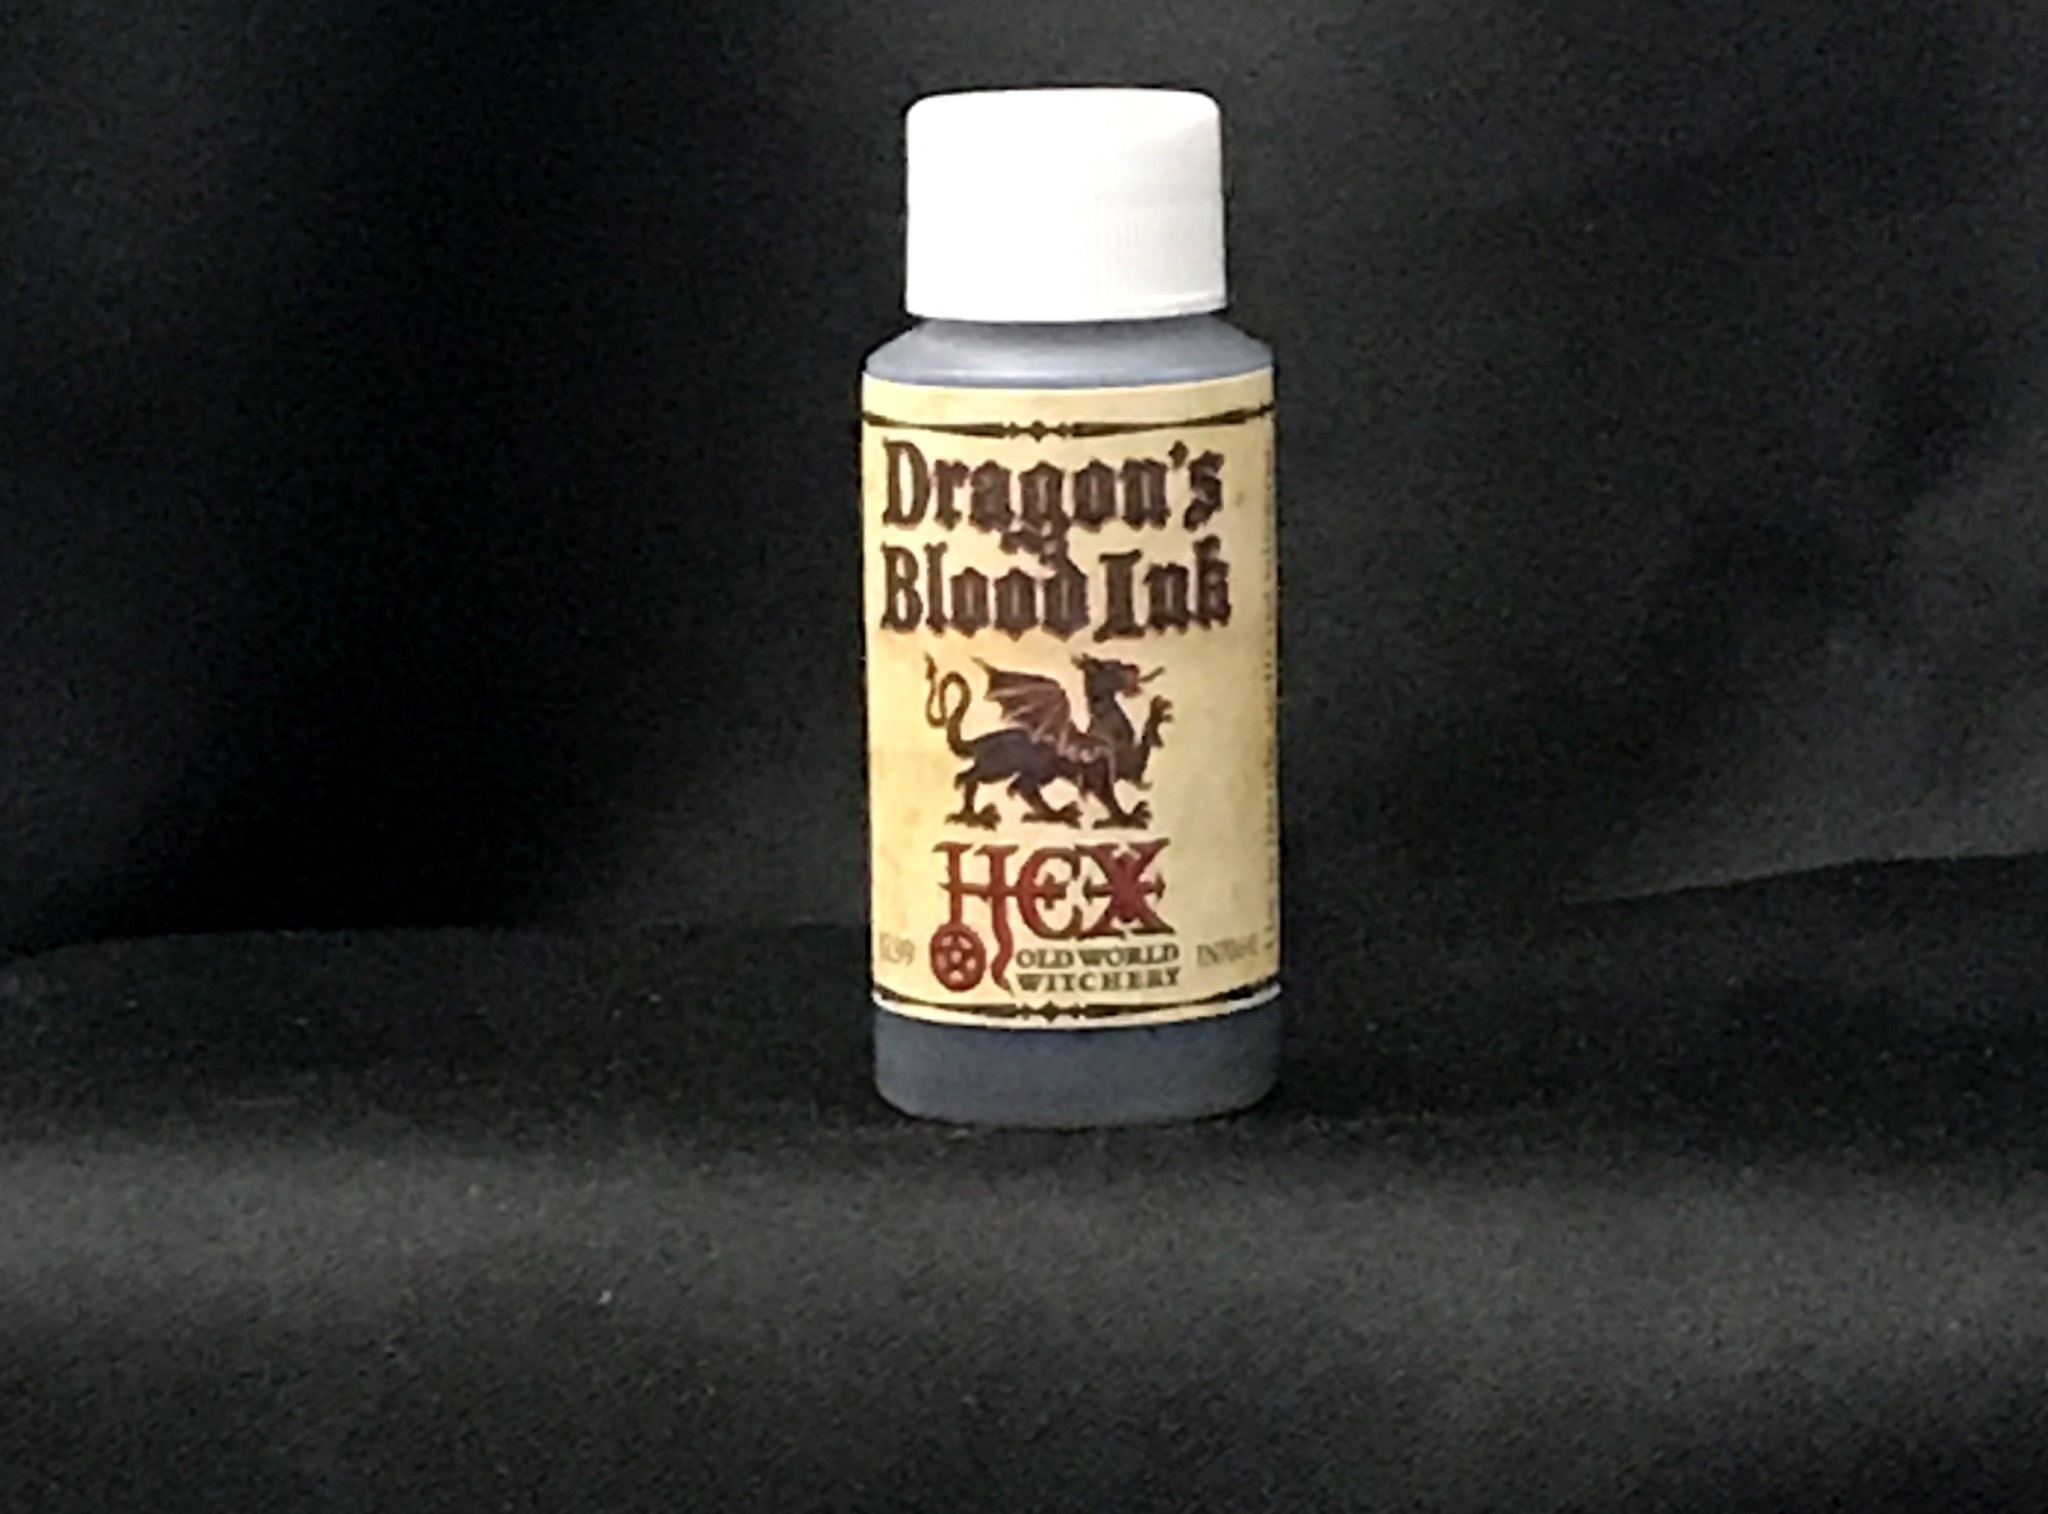 Dragon's
Blood Ink
HEX
OLD WORLD
WITCHERY